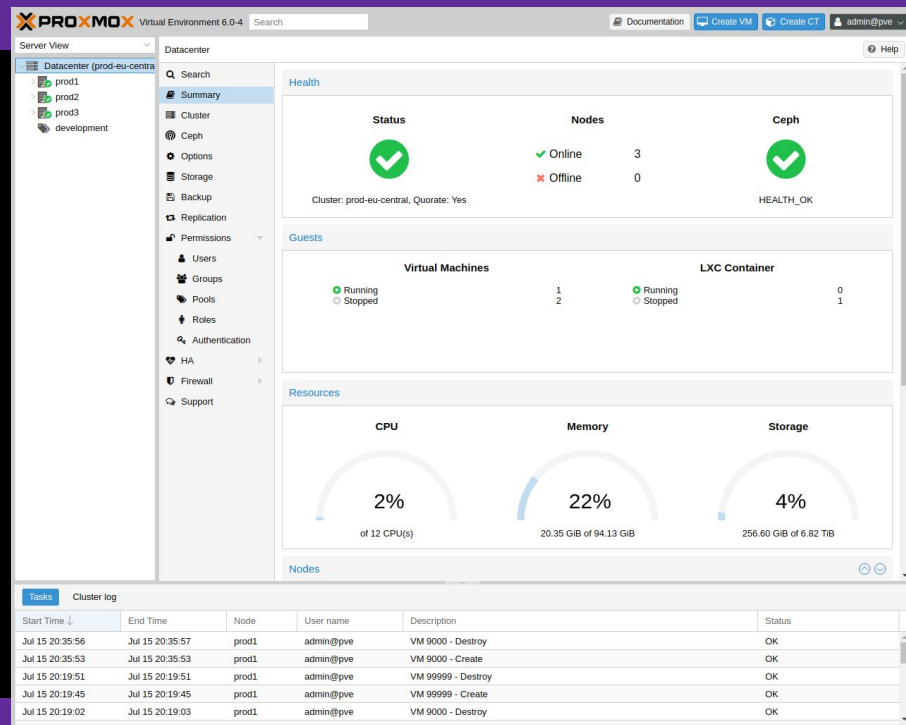 PROXMOX Virtual Environment 6.0-4 Search Documentation Create VM Create CT admin@pve
Server View
Datacenter (prod-eu-centra
prod1
prod2
prod3
development
Datacenter Help
Search
Summary
Cluster
Ceph
Options
Storage
Backup
Replication
Permissions
Users
Groups
Pools
Roles
Authentication
HA
Firewall
Support
Health
Status Nodes Ceph
Online 3
Offline 0
Cluster: prod-eu-central, Quorate: Yes HEALTH_OK
Guests
Virtual Machines LXC Container
Running 1 Running 0
Stopped 2 Stopped 1
Resources
CPU Memory Storage
2% 22% 4%
of 12 CPU(s) 20.35 GiB of 94.13 GiB 256.60 GiB of 6.82 TiB
Nodes
Tasks Cluster log
Start Time End Time Node User name Description Status
Jul 15 20:35:56 Jul 15 20:35:57 prod1 admin@pve VM 9000 - Destroy OK
Jul 15 20:35:53 Jul 15 20:35:53 prod1 admin@pve VM 9000 - Create OK
Jul 15 20:19:51 Jul 15 20:19:51 prod1 admin@pve VM 99999 - Destroy OK
Jul 15 20:19:45 Jul 15 20:19:45 prod1 admin@pve VM 99999 - Create OK
Jul 15 20:19:02 Jul 15 20:19:03 prod1 admin@pve VM 9000 - Destroy OK